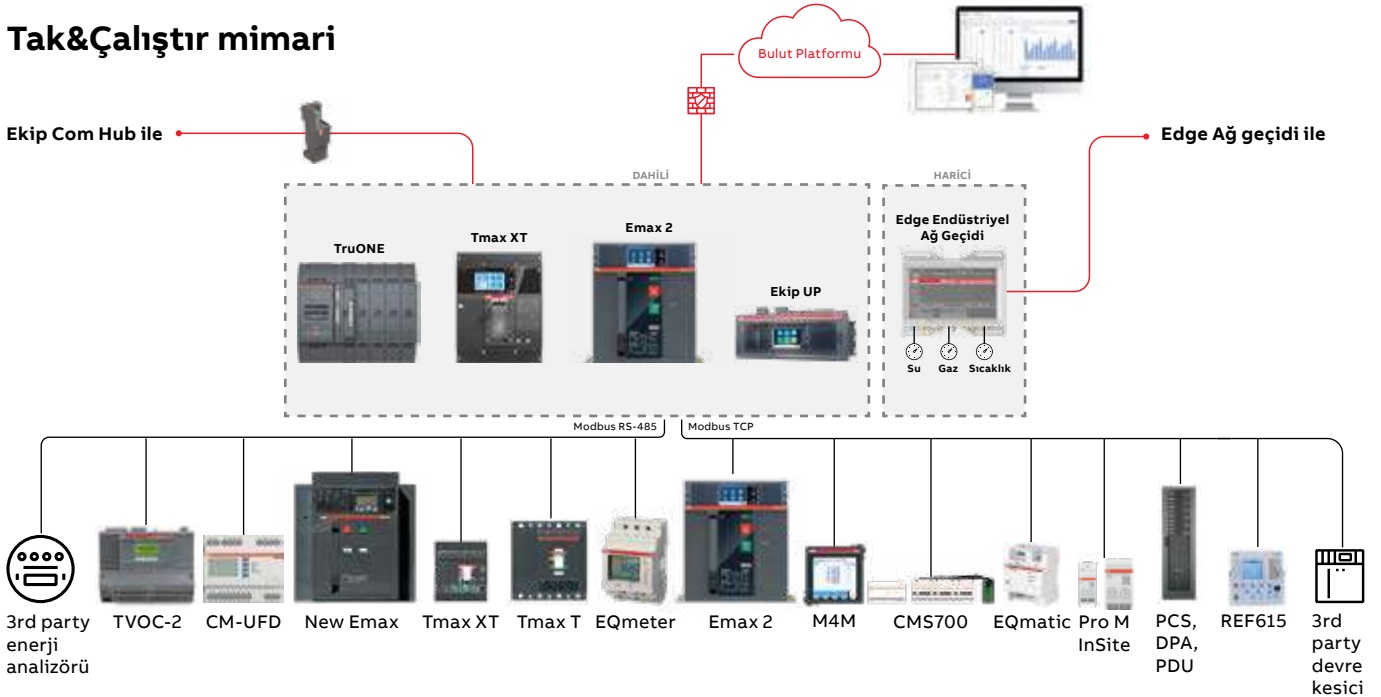 Tak&Çalıştır mimari
Bulut Platformu
Ekip Com Hub ile
Edge Ağ geçidi ile
DAHİLİ
HARİCİ
TruONE
Tmax XT
Emax 2
Ekip UP
Edge Endüstriyel
Ağ Geçidi
Su
Gaz
Sıcaklık
Modbus RS-485
Modbus TCP
3rd party
enerji
analizörü
TVOC-2
CM-UFD
New Emax
Tmax XT
Tmax T
EQmeter
Emax 2
M4M
CMS700
EQmatic
Pro M
InSite
PCS,
DPA,
PDU
REF615
3rd
party
devre
kesici